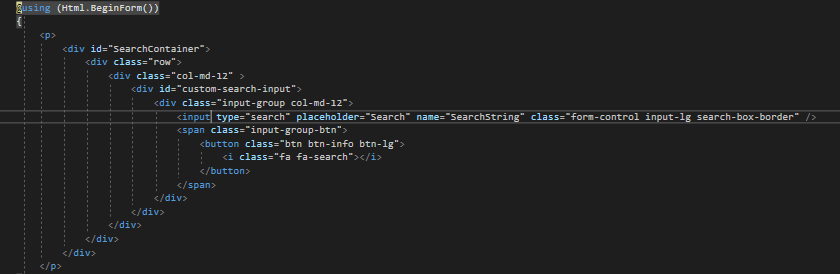 @using (Html.BeginForm())
{
<p>
<div id="SearchContainer">
<div class="row">
<div class="col-md-12" >
<div id="custom-search-input">
<div class="input-group col-md-12">
<input type="search" placeholder="Search" name="SearchString" class="form-control input-lg search-box-border" />
<span class="input-group-btn">
<button class="btn btn-info btn-lg">
<i class="fa fa-search"></i>
</button>
</span>
</div>
</div>
</div>
</div>
</div>
</p>